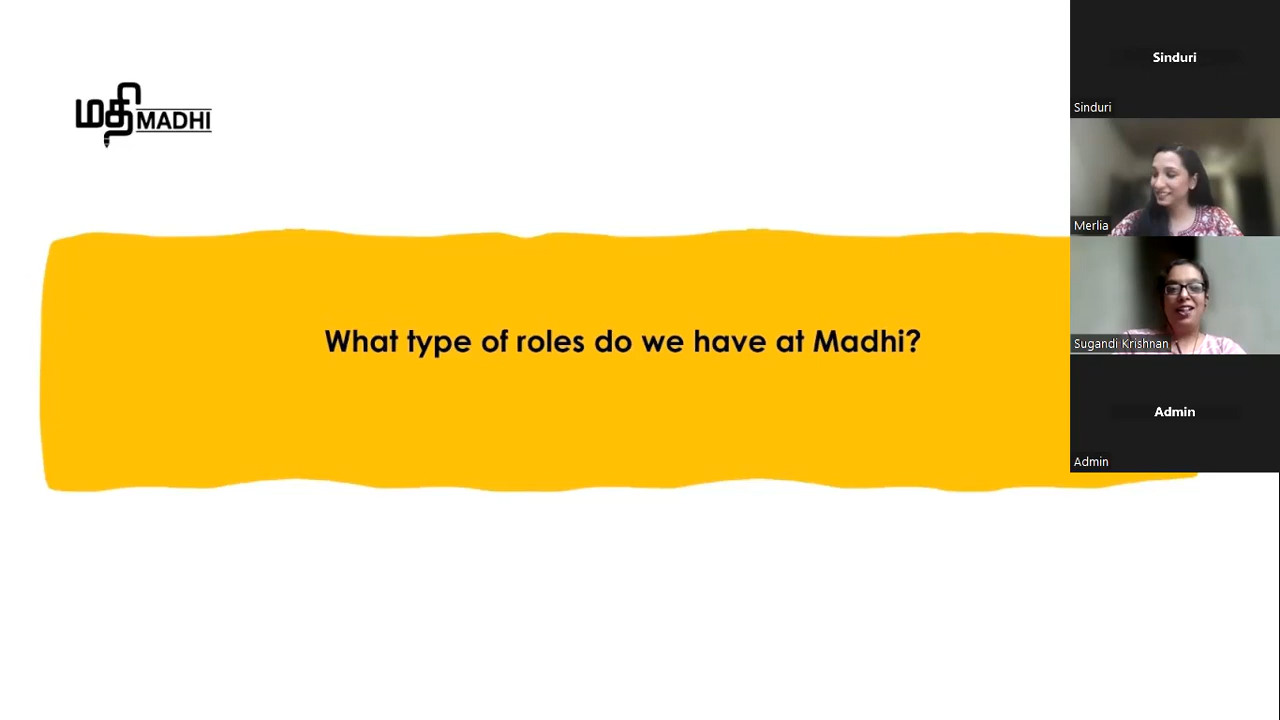 மதி MADHI
What type of roles do we have at Madhi?
Sinduri
Sinduri
Merlia
Sugandi Krishnan
Admin
Admin